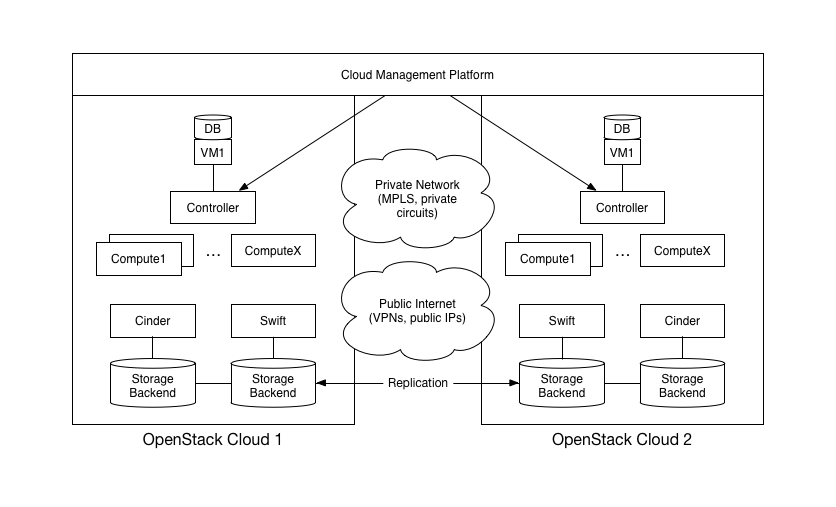 Cloud Management Platform
DB
VM1
Controller
Compute1
...
ComputeX
Cinder
Swift
Storage
Backend
Storage
Backend
OpenStack Cloud 1
Private Network
(MPLS, private
circuits)
Public Internet
(VPNs, public IPs)
Replication
DB
VM1
Controller
Compute1
...
ComputeX
Swift
Cinder
Storage
Backend
Storage
Backend
OpenStack Cloud 2